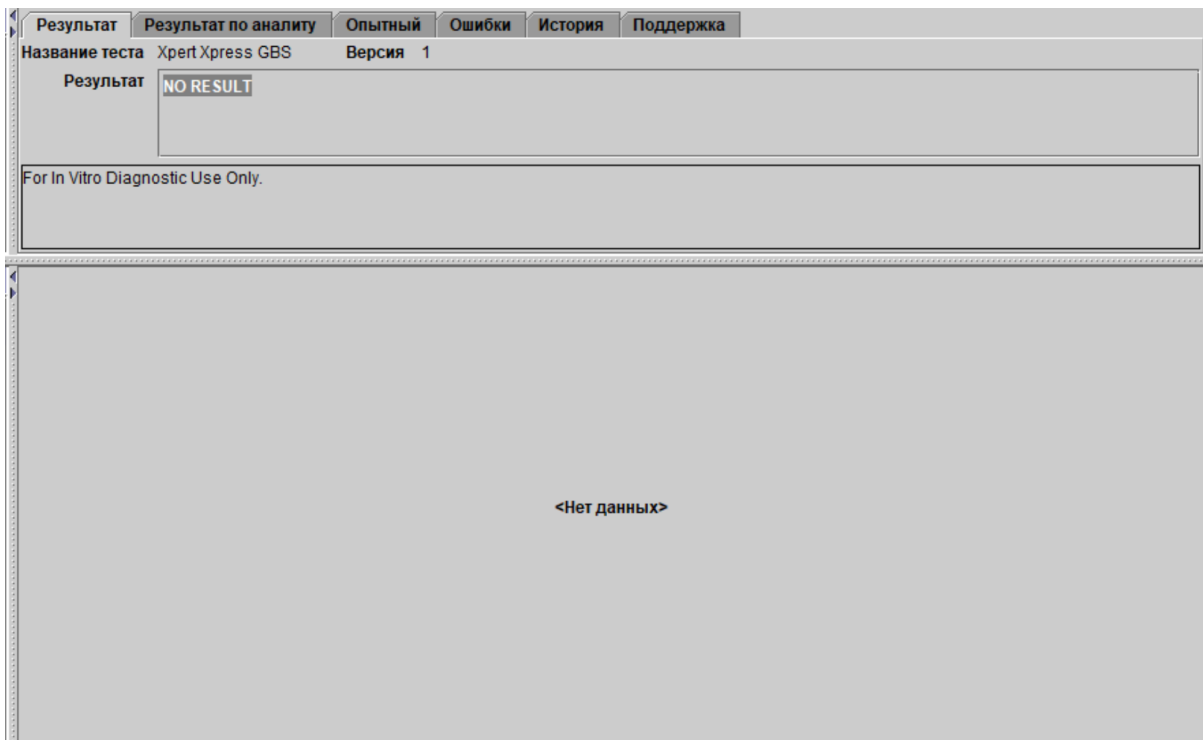 Результат Результат по аналиту Опытный Ошибки История Поддержка
Название теста Xpert Xpress GBS Версия 1
Результат NO RESULT
For In Vitro Diagnostic Use Only.
<Нет данных>